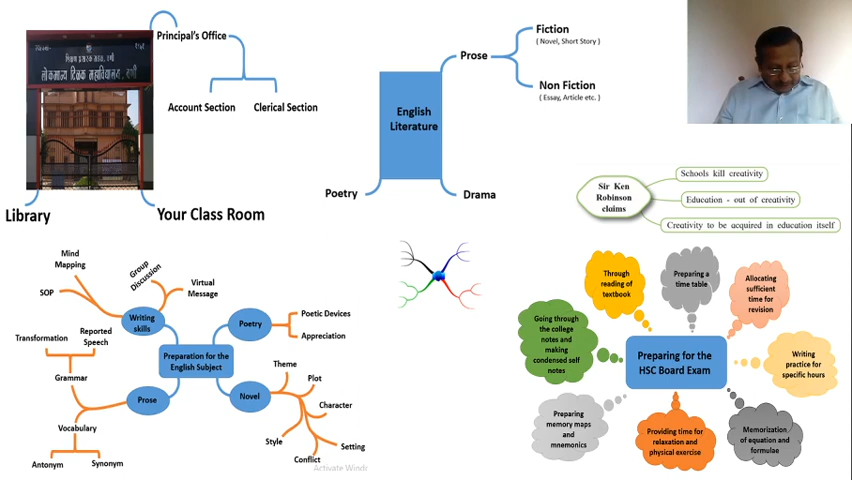 Principal's Office
Account Section
Clerical Section
लोकमान्य टिळक महाविद्यालय, वणी
Library
Your Class Room
English
Literature
Prose
Fiction
( Novel, Short Story )
Non Fiction
( Essay, Article etc. )
Poetry
Drama
Sir Ken
Robinson
claims
Schools kill creativity
Education - out of creativity
Creativity to be acquired in education itself
Preparation for the
English Subject
Writing
skills
Mind
Mapping
SOP
Group
Discussion
Virtual
Message
Poetry
Poetic Devices
Appreciation
Prose
Grammar
Transformation
Reported
Speech
Vocabulary
Antonym
Synonym
Novel
Theme
Plot
Character
Setting
Conflict
Style
Activate Windr
Preparing for the
HSC Board Exam
Through
reading of
textbook
Preparing a
time table
Allocating
sufficient
time for
revision
Writing
practice for
specific hours
Memorization
of equation and
formulae
Providing time for
relaxation and
physical exercise
Preparing
memory maps
and
mnemonics
Going through
the college
notes and
making
condensed self
notes